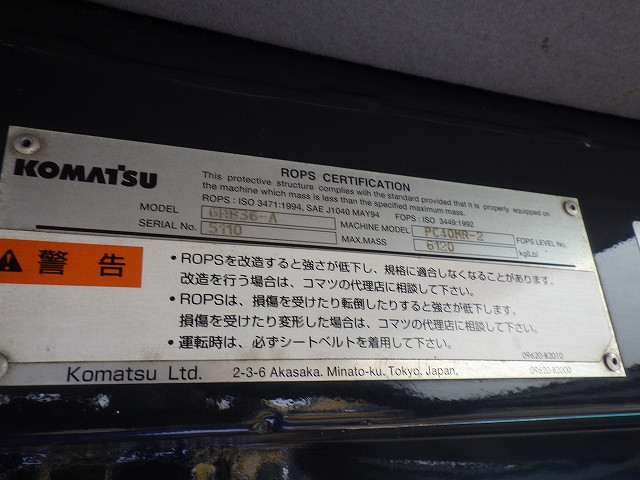 KOMATSU
ROPS CERTIFICATION
This protective structure complies with the standard provided that it is properly equipped on
the machine which mass is less than the specified maximum mass.
ROPS : ISO 3471:1994, SAE J1040 MAY94 FOPS : ISO 3449:1992
MODEL MACHINE MODEL PC40MR-2
SERIAL No. 5110 MAX.MASS 6120 kg(Lb) FOPS LEVEL No.
警告
・ROPSを改造すると強さが低下し、規格に適合しなくなることがあります。
改造を行う場合は、コマツの代理店に相談して下さい。
・ROPSは、損傷を受けたり転倒したりすると強さが低下します。
損傷を受けたり変形した場合は、コマツの代理店に相談して下さい。
・運転時は、必ずシートベルトを着用して下さい。
09620-82010
Komatsu Ltd. 2-3-6 Akasaka. Minato-ku. Tokyo, Japan, 09620-82000